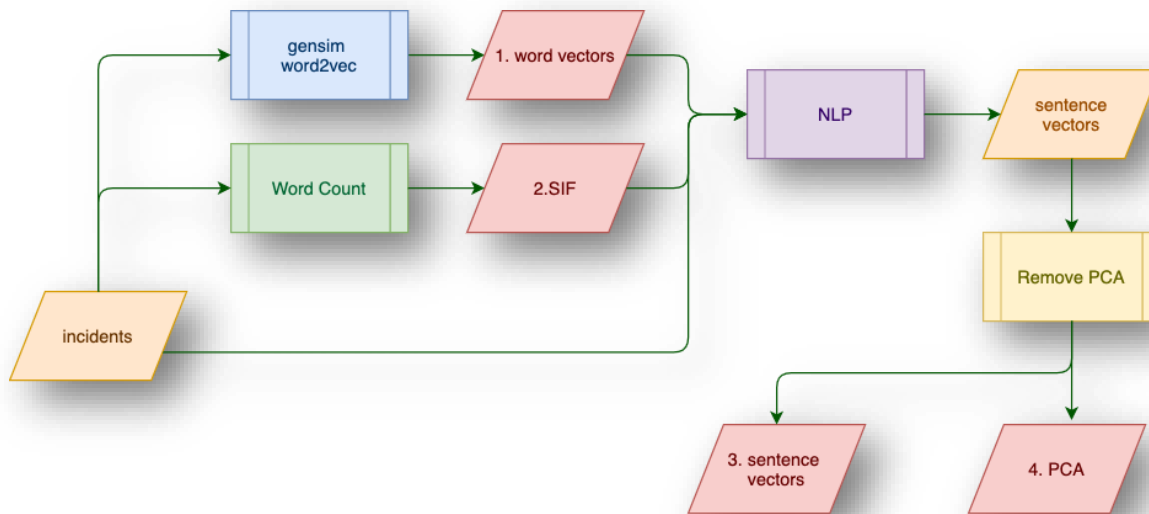 gensim
word2vec
1. word vectors
NLP
sentence
vectors
Word Count
2.SIF
Remove PCA
incidents
3. sentence
vectors
4. PCA